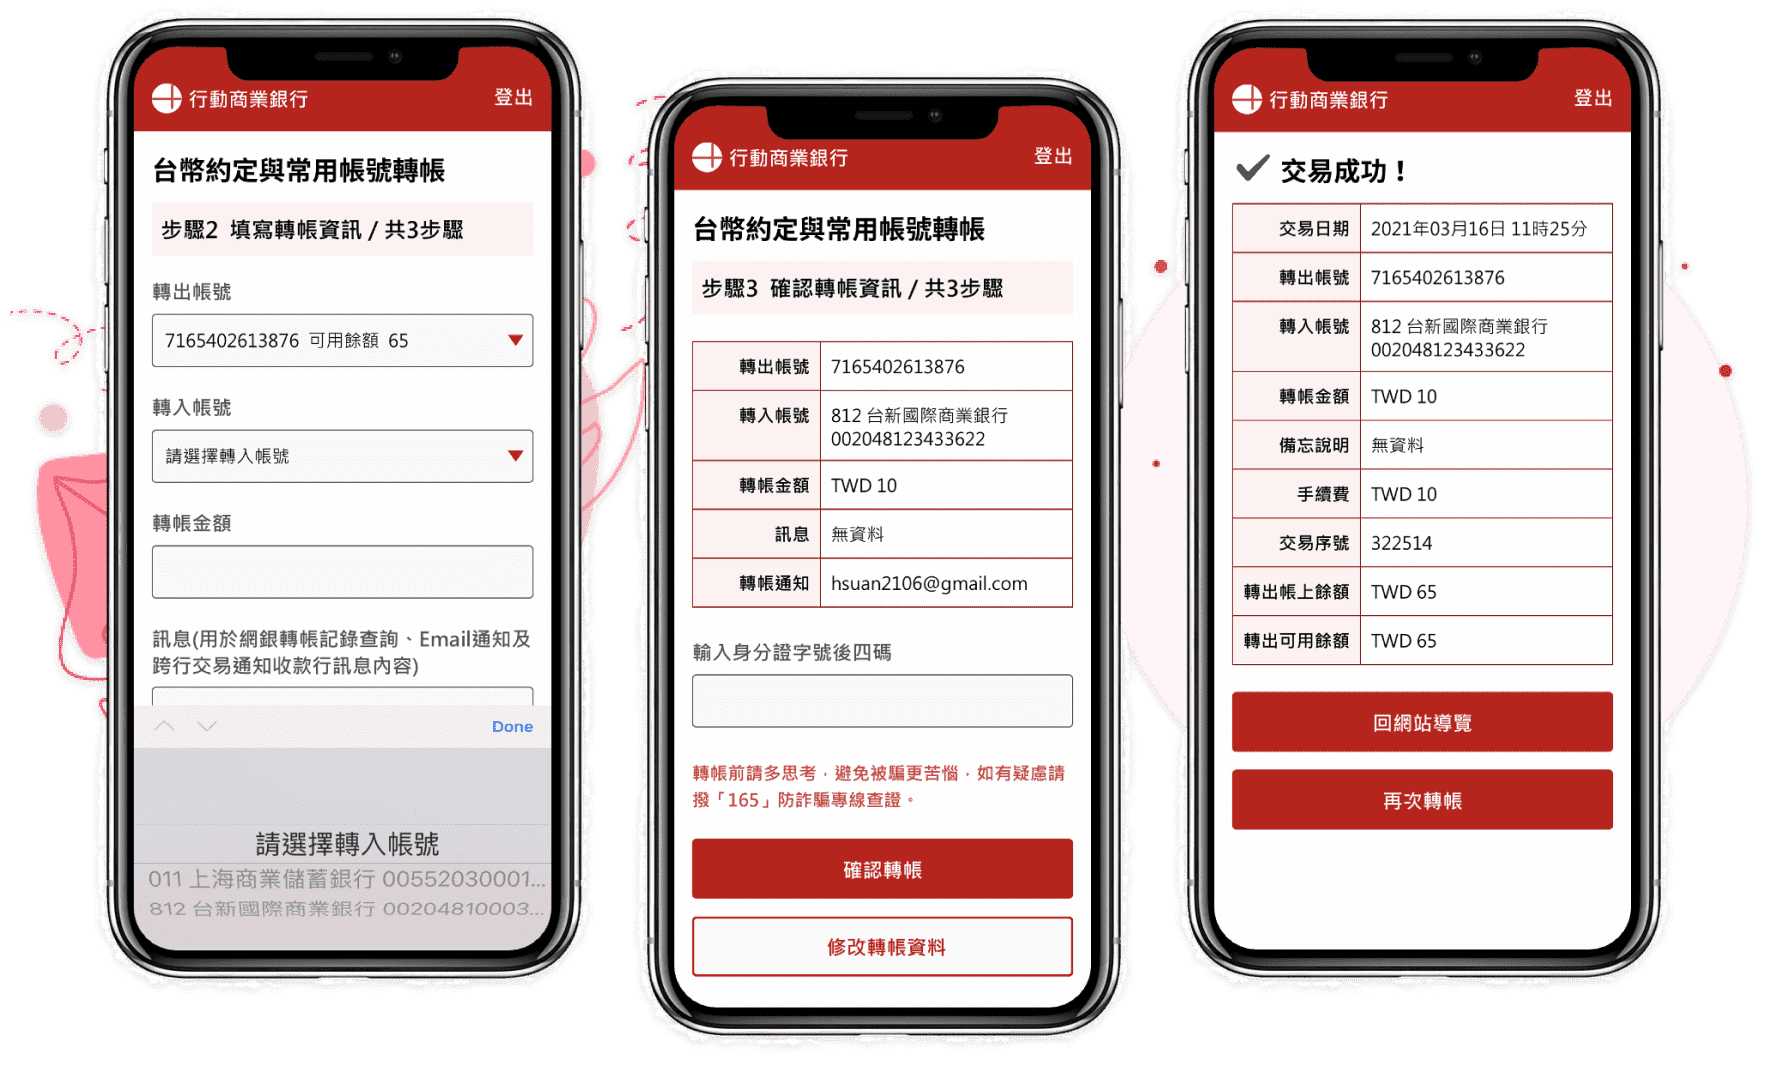 行動商業銀行
登出
台幣約定與常用帳號轉帳
步驟2 填寫轉帳資訊 / 共3步驟
轉出帳號
7165402613876 可用餘額 65
轉入帳號
請選擇轉入帳號
轉帳金額
訊息(用於網銀轉帳記錄查詢、Email通知及
跨行交易通知收款行訊息內容)
Done
請選擇轉入帳號
011 上海商業儲蓄銀行 00552030001...
812 台新國際商業銀行 00204810003...
行動商業銀行
登出
台幣約定與常用帳號轉帳
步驟3 確認轉帳資訊 / 共3步驟
轉出帳號 7165402613876
轉入帳號 812 台新國際商業銀行
002048123433622
轉帳金額 TWD 10
訊息 無資料
轉帳通知 hsuan2106@gmail.com
輸入身分證字號後四碼
轉帳前請多思考，避免被騙更苦惱，如有疑慮請
撥「165」防詐騙專線查證。
確認轉帳
修改轉帳資料
行動商業銀行
登出
交易成功！
交易日期 2021年03月16日 11時25分
轉出帳號 7165402613876
轉入帳號 812 台新國際商業銀行
002048123433622
轉帳金額 TWD 10
備忘說明 無資料
手續費 TWD 10
交易序號 322514
轉出帳上餘額 TWD 65
轉出可用餘額 TWD 65
回網站導覽
再次轉帳